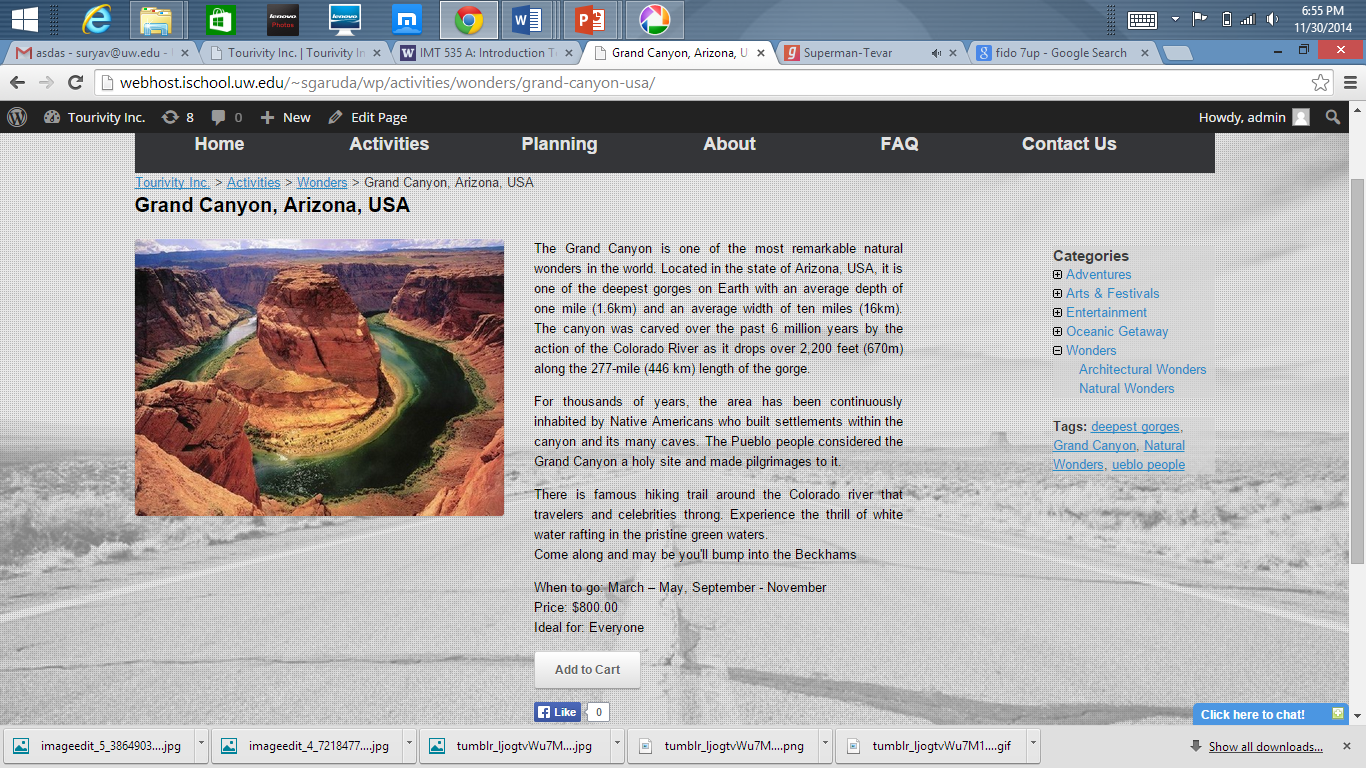 6:55 PM
11/30/2014
lenovo
Photos
lenovo
asdas - suryav@uw.edu -
Tourivity Inc. | Tourivity In
IMT 535 A: Introduction T
Grand Canyon, Arizona, U
Superman-Tevar
fido 7up - Google Search
webhost.ischool.uw.edu/~sgaruda/wp/activities/wonders/grand-canyon-usa/
Tourivity Inc. 8 0 New Edit Page Howdy, admin
Home Activities Planning About FAQ Contact Us
Tourivity Inc. > Activities > Wonders > Grand Canyon, Arizona, USA
Grand Canyon, Arizona, USA
The Grand Canyon is one of the most remarkable natural
wonders in the world. Located in the state of Arizona, USA, it is
one of the deepest gorges on Earth with an average depth of
one mile (1.6km) and an average width of ten miles (16km).
The canyon was carved over the past 6 million years by the
action of the Colorado River as it drops over 2,200 feet (670m)
along the 277-mile (446 km) length of the gorge.
For thousands of years, the area has been continuously
inhabited by Native Americans who built settlements within the
canyon and its many caves. The Pueblo people considered the
Grand Canyon a holy site and made pilgrimages to it.
There is famous hiking trail around the Colorado river that
travelers and celebrities throng. Experience the thrill of white
water rafting in the pristine green waters.
Come along and may be you'll bump into the Beckhams
When to go: March – May, September - November
Price: $800.00
Ideal for: Everyone
Add to Cart
Like 0
Categories
Adventures
Arts & Festivals
Entertainment
Oceanic Getaway
Wonders
Architectural Wonders
Natural Wonders
Tags: deepest gorges,
Grand Canyon, Natural
Wonders, ueblo people
Click here to chat!
imageedit_5_3864903....jpg
imageedit_4_7218477....jpg
tumblr_ljogtvWu7M....jpg
tumblr_ljogtvWu7M....png
tumblr_ljogtvWu7M1....gif
Show all downloads...